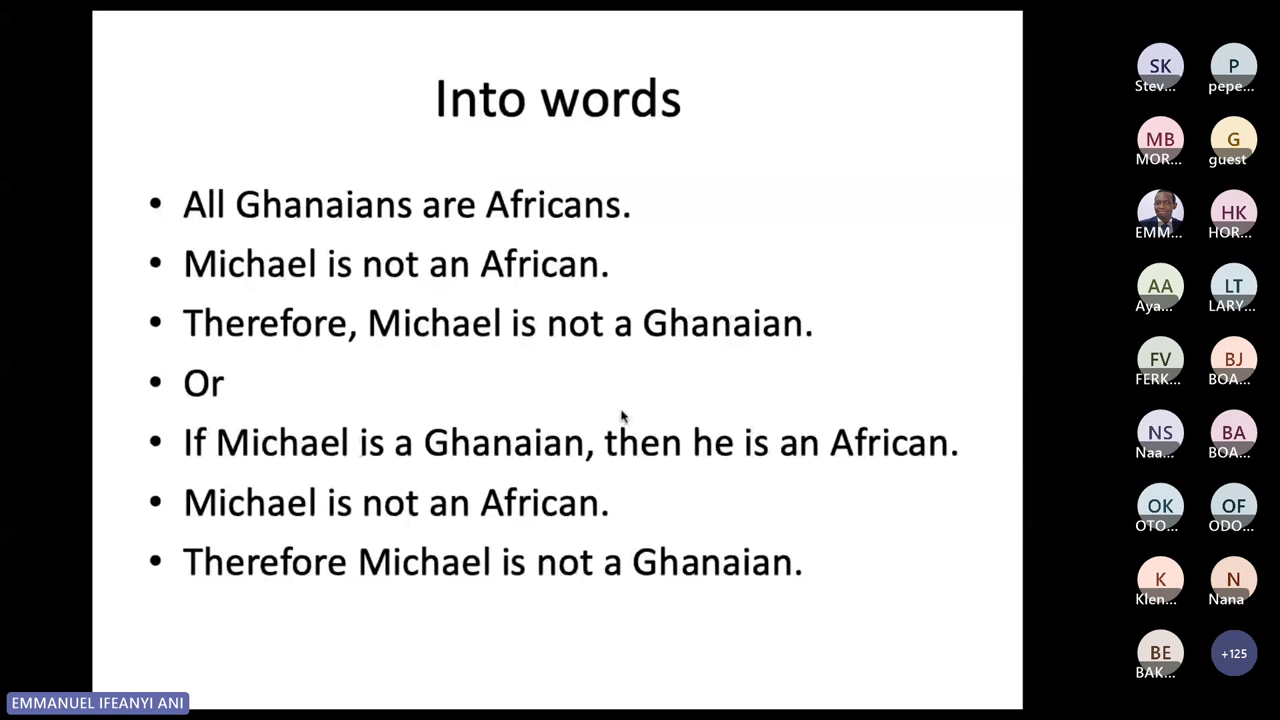 Into words
• All Ghanaians are Africans.
• Michael is not an African.
• Therefore, Michael is not a Ghanaian.
• Or
• If Michael is a Ghanaian, then he is an African.
• Michael is not an African.
• Therefore Michael is not a Ghanaian.
SK P
Stev... pepe...
MB G
MOR... guest
HK
EMM... HOR...
AA LT
Aya... LARY...
FV BJ
FERK... BOA...
NS BA
Naa... BOA...
OK OF
OTO... ODO...
K N
Klen... Nana
BE +125
BAK...
EMMANUEL IFEANYI ANI